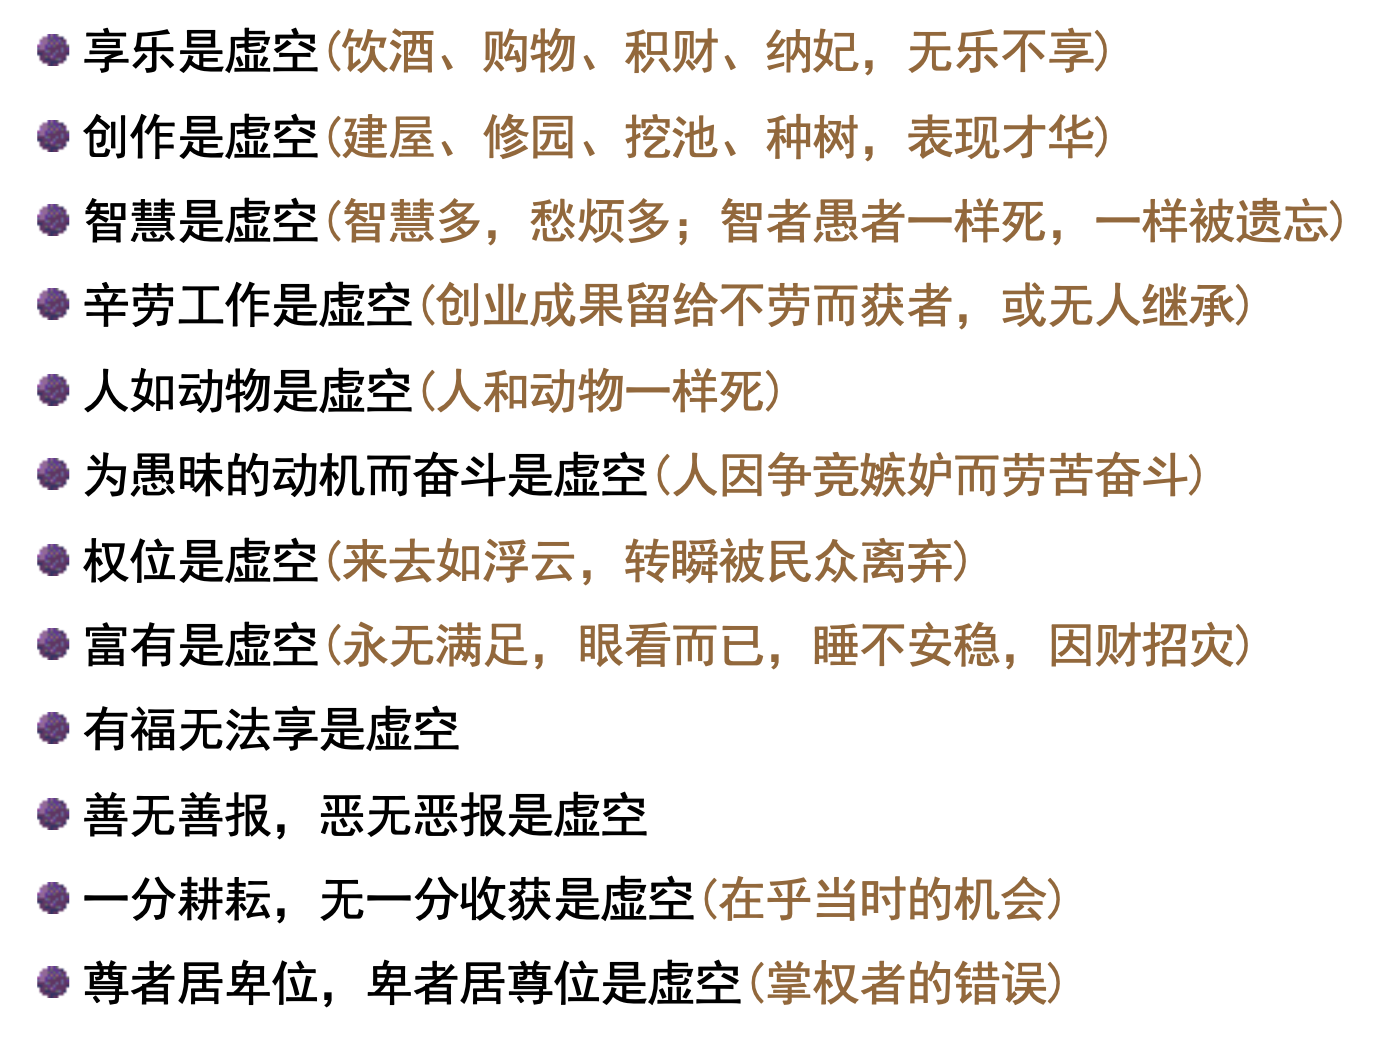 享乐是虚空(饮酒、购物、积财、纳妃，无乐不享)
创作是虚空(建屋、修园、挖池、种树，表现才华)
智慧是虚空(智慧多，愁烦多；智者愚者一样死，一样被遗忘)
辛劳工作是虚空(创业成果留给不劳而获者，或无人继承)
人如动物是虚空(人和动物一样死)
为愚昧的动机而奋斗是虚空(人因争竞嫉妒而劳苦奋斗)
权位是虚空(来去如浮云，转瞬被民众离弃)
富有是虚空(永无满足，眼看而已，睡不安稳，因财招灾)
有福无法享是虚空
善无善报，恶无恶报是虚空
一分耕耘，无一分收获是虚空(在乎当时的机会)
尊者居卑位，卑者居尊位是虚空(掌权者的错误)